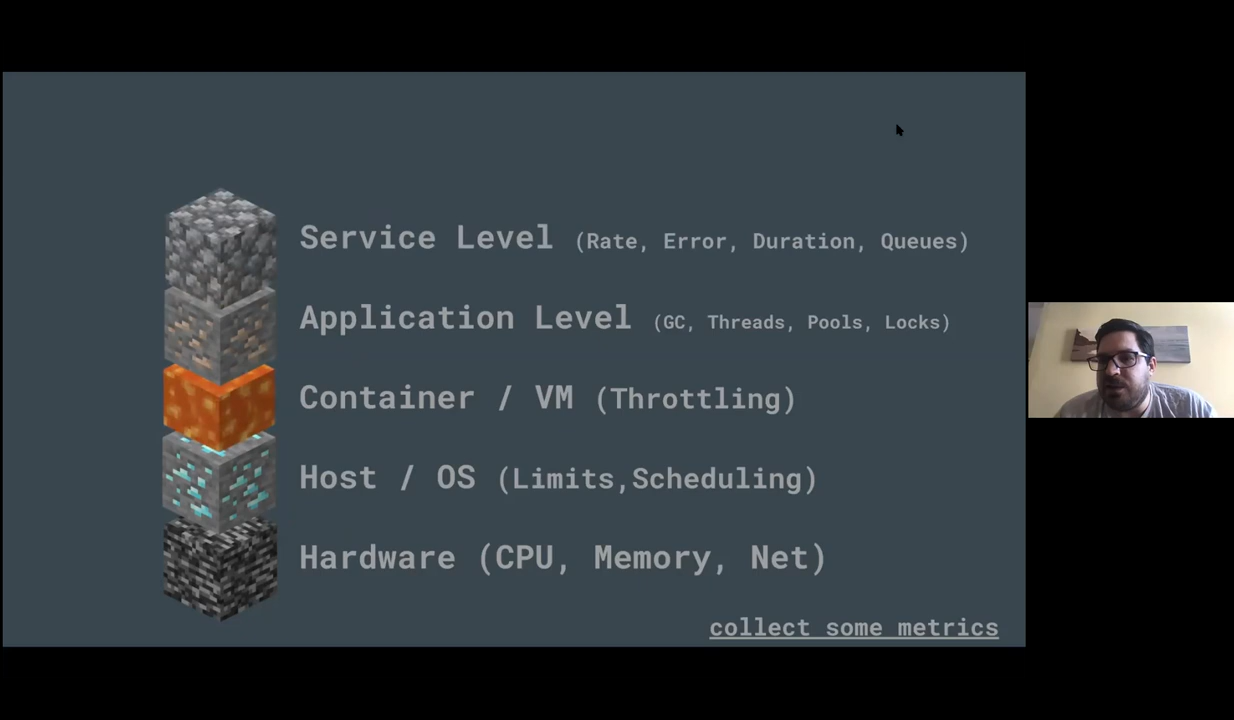 Service Level (Rate, Error, Duration, Queues)
Application Level (GC, Threads, Pools, Locks)
Container / VM (Throttling)
Host / OS (Limits,Scheduling)
Hardware (CPU, Memory, Net)
collect some metrics